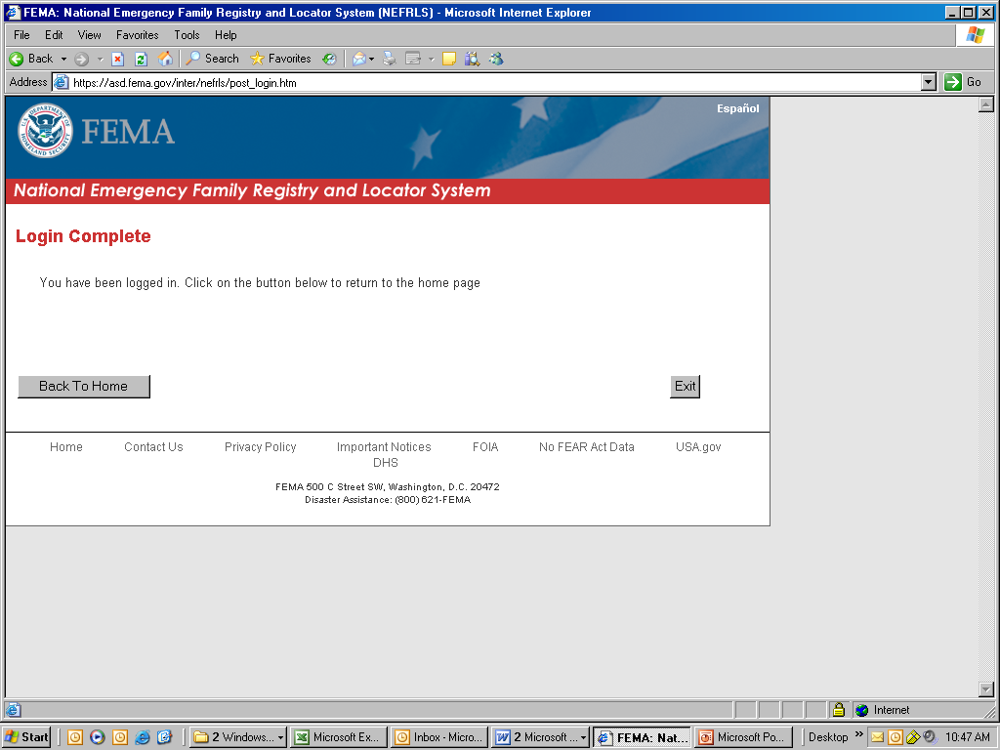 FEMA: National Emergency Family Registry and Locator System (NEFRLS) - Microsoft Internet Explorer
File Edit View Favorites Tools Help
Back Search Favorites
Address https://asd.fema.gov/inter/nefrls/post_login.htm Go
Español
FEMA
National Emergency Family Registry and Locator System
Login Complete
You have been logged in. Click on the button below to return to the home page
Back To Home Exit
Home Contact Us Privacy Policy Important Notices FOIA No FEAR Act Data USA.gov
DHS
FEMA 500 C Street SW, Washington, D.C. 20472
Disaster Assistance: (800) 621-FEMA
Internet
Start 2 Windows... Microsoft Ex... Inbox - Micro... 2 Microsoft ... FEMA: Nat... Microsoft Po... Desktop » 10:47 AM